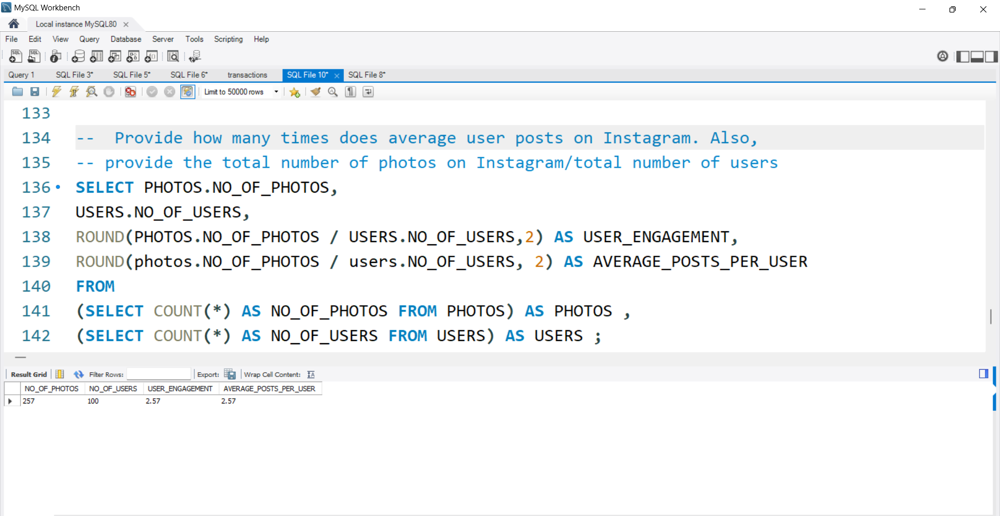 MySQL Workbench
Local instance MySQL80
File Edit View Query Database Server Tools Scripting Help
Query 1 SQL File 3* SQL File 5* SQL File 6* transactions SQL File 10* SQL File 8*
Limit to 50000 rows
133
134 --  Provide how many times does average user posts on Instagram. Also,
135 -- provide the total number of photos on Instagram/total number of users
136 SELECT PHOTOS.NO_OF_PHOTOS,
137 USERS.NO_OF_USERS,
138 ROUND(PHOTOS.NO_OF_PHOTOS / USERS.NO_OF_USERS,2) AS USER_ENGAGEMENT,
139 ROUND(photos.NO_OF_PHOTOS / users.NO_OF_USERS, 2) AS AVERAGE_POSTS_PER_USER
140 FROM
141 (SELECT COUNT(*) AS NO_OF_PHOTOS FROM PHOTOS) AS PHOTOS ,
142 (SELECT COUNT(*) AS NO_OF_USERS FROM USERS) AS USERS ;
Result Grid Filter Rows: Export: Wrap Cell Content:
NO_OF_PHOTOS NO_OF_USERS USER_ENGAGEMENT AVERAGE_POSTS_PER_USER
257 100 2.57 2.57